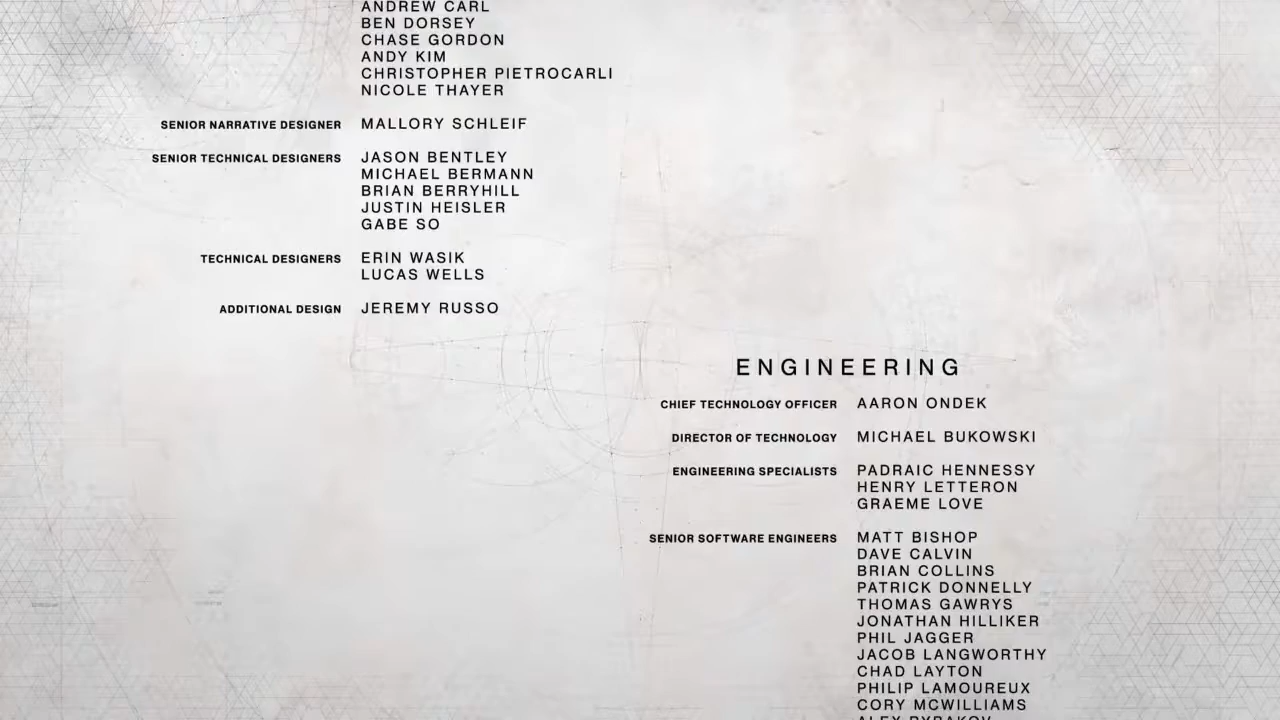 ANDREW CARL
BEN DORSEY
CHASE GORDON
ANDY KIM
CHRISTOPHER PIETROCARLI
NICOLE THAYER
SENIOR NARRATIVE DESIGNER MALLORY SCHLEIF
SENIOR TECHNICAL DESIGNERS JASON BENTLEY
MICHAEL BERMANN
BRIAN BERRYHILL
JUSTIN HEISLER
GABE SO
TECHNICAL DESIGNERS ERIN WASIK
LUCAS WELLS
ADDITIONAL DESIGN JEREMY RUSSO
ENGINEERING
CHIEF TECHNOLOGY OFFICER AARON ONDEK
DIRECTOR OF TECHNOLOGY MICHAEL BUKOWSKI
ENGINEERING SPECIALISTS PADRAIC HENNESSY
HENRY LETTERON
GRAEME LOVE
SENIOR SOFTWARE ENGINEERS MATT BISHOP
DAVE CALVIN
BRIAN COLLINS
PATRICK DONNELLY
THOMAS GAWRYS
JONATHAN HILLIKER
PHIL JAGGER
JACOB LANGWORTHY
CHAD LAYTON
PHILIP LAMOUREUX
CORY MCWILLIAMS